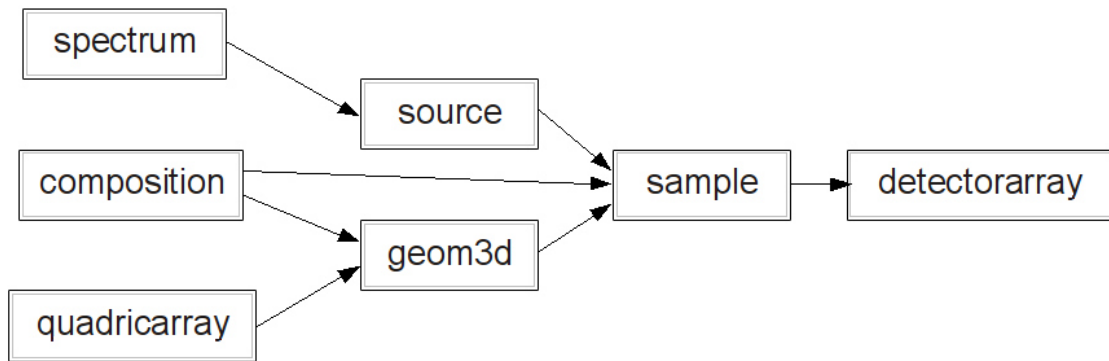 spectrum
source
composition
sample
detectorarray
geom3d
quadricarray